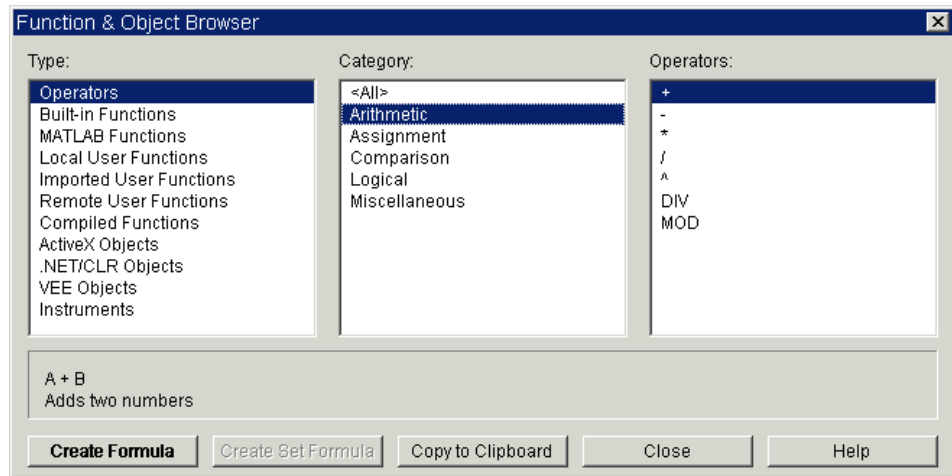 Function & Object Browser
Type:
Operators
Built-in Functions
MATLAB Functions
Local User Functions
Imported User Functions
Remote User Functions
Compiled Functions
ActiveX Objects
.NET/CLR Objects
VEE Objects
Instruments
Category:
<All>
Arithmetic
Assignment
Comparison
Logical
Miscellaneous
Operators:
+
-
*
/
^
DIV
MOD
A + B
Adds two numbers
Create Formula
Create Set Formula
Copy to Clipboard
Close
Help